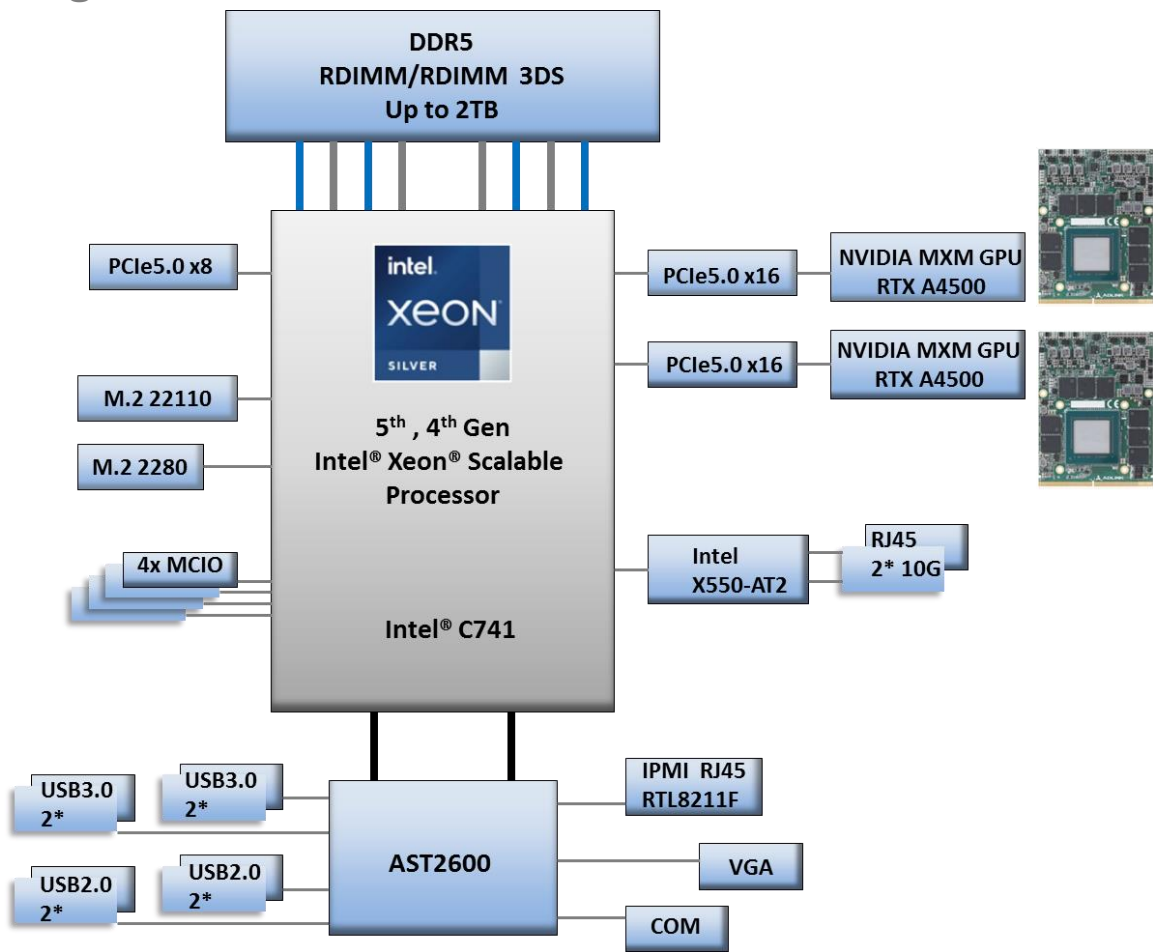 DDR5
RDIMM/RDIMM 3DS
Up to 2TB
intel.
xeon
SILVER
PCIe5.0 x8
M.2 22110
M.2 2280
4x MCIO
5th , 4th Gen
Intel® Xeon® Scalable
Processor
Intel® C741
PCIe5.0 x16
NVIDIA MXM GPU
RTX A4500
PCIe5.0 x16
NVIDIA MXM GPU
RTX A4500
Intel
X550-AT2
RJ45
2* 10G
USB3.0
2*
USB3.0
2*
USB2.0
2*
USB2.0
2*
AST2600
IPMI RJ45
RTL8211F
VGA
COM
ADLINK
ADLINK